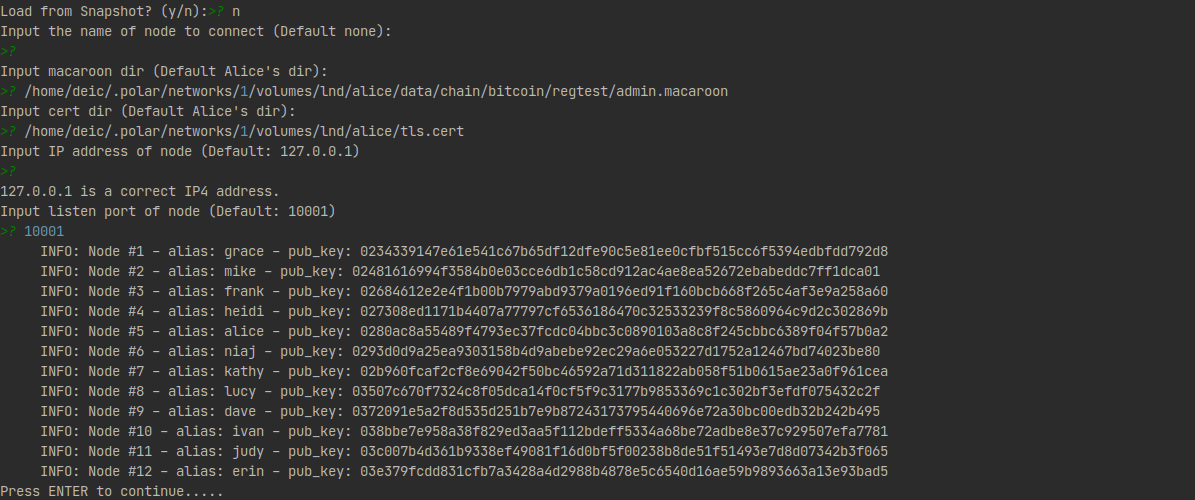 Load from Snapshot? (y/n):>? n
Input the name of node to connect (Default none):
>?
Input macaroon dir (Default Alice's dir):
>? /home/deic/.polar/networks/1/volumes/lnd/alice/data/chain/bitcoin/regtest/admin.macaroon
Input cert dir (Default Alice's dir):
>? /home/deic/.polar/networks/1/volumes/lnd/alice/tls.cert
Input IP address of node (Default: 127.0.0.1)
>?
127.0.0.1 is a correct IP4 address.
Input listen port of node (Default: 10001)
>? 10001
INFO: Node #1 – alias: grace – pub_key: 0234339147e61e541c67b65df12dfe90c5e81ee0cfbf515cc6f5394edbfdd792d8
INFO: Node #2 – alias: mike – pub_key: 02481616994f3584b0e03cce6db1c58cd912ac4ae8ea52672ebabeddc7ff1dca01
INFO: Node #3 – alias: frank – pub_key: 02684612e2e4f1b00b7979abd9379a0196ed91f160bcb668f265c4af3e9a258a60
INFO: Node #4 – alias: heidi – pub_key: 027308ed1171b4407a77797cf6536186470c32533239f8c5860964c9d2c302869b
INFO: Node #5 – alias: alice – pub_key: 0280ac8a55489f4793ec37fcdc04bbc3c0890103a8c8f245cbbc6389f04f57b0a2
INFO: Node #6 – alias: niaj – pub_key: 0293d0d9a25ea9303158b4d9abebe92ec29a6e053227d1752a12467bd74023be80
INFO: Node #7 – alias: kathy – pub_key: 02b960fcaf2cf8e69042f50bc46592a71d311822ab058f51b0615ae23a0f961cea
INFO: Node #8 – alias: lucy – pub_key: 03507c670f7324c8f05dca14f0cf5f9c3177b9853369c1c302bf3efdf075432c2f
INFO: Node #9 – alias: dave – pub_key: 0372091e5a2f8d535d251b7e9b87243173795440696e72a30bc00edb32b242b495
INFO: Node #10 – alias: ivan – pub_key: 038bbe7e958a38f829ed3aa5f112bdeff5334a68be72adbe8e37c929507efa7781
INFO: Node #11 – alias: judy – pub_key: 03c007b4d361b9338ef49081f16d0bf5f00238b8de51f51493e7d8d07342b3f065
INFO: Node #12 – alias: erin – pub_key: 03e379fcdd831cfb7a3428a4d2988b4878e5c6540d16ae59b9893663a13e93bad5
Press ENTER to continue.....